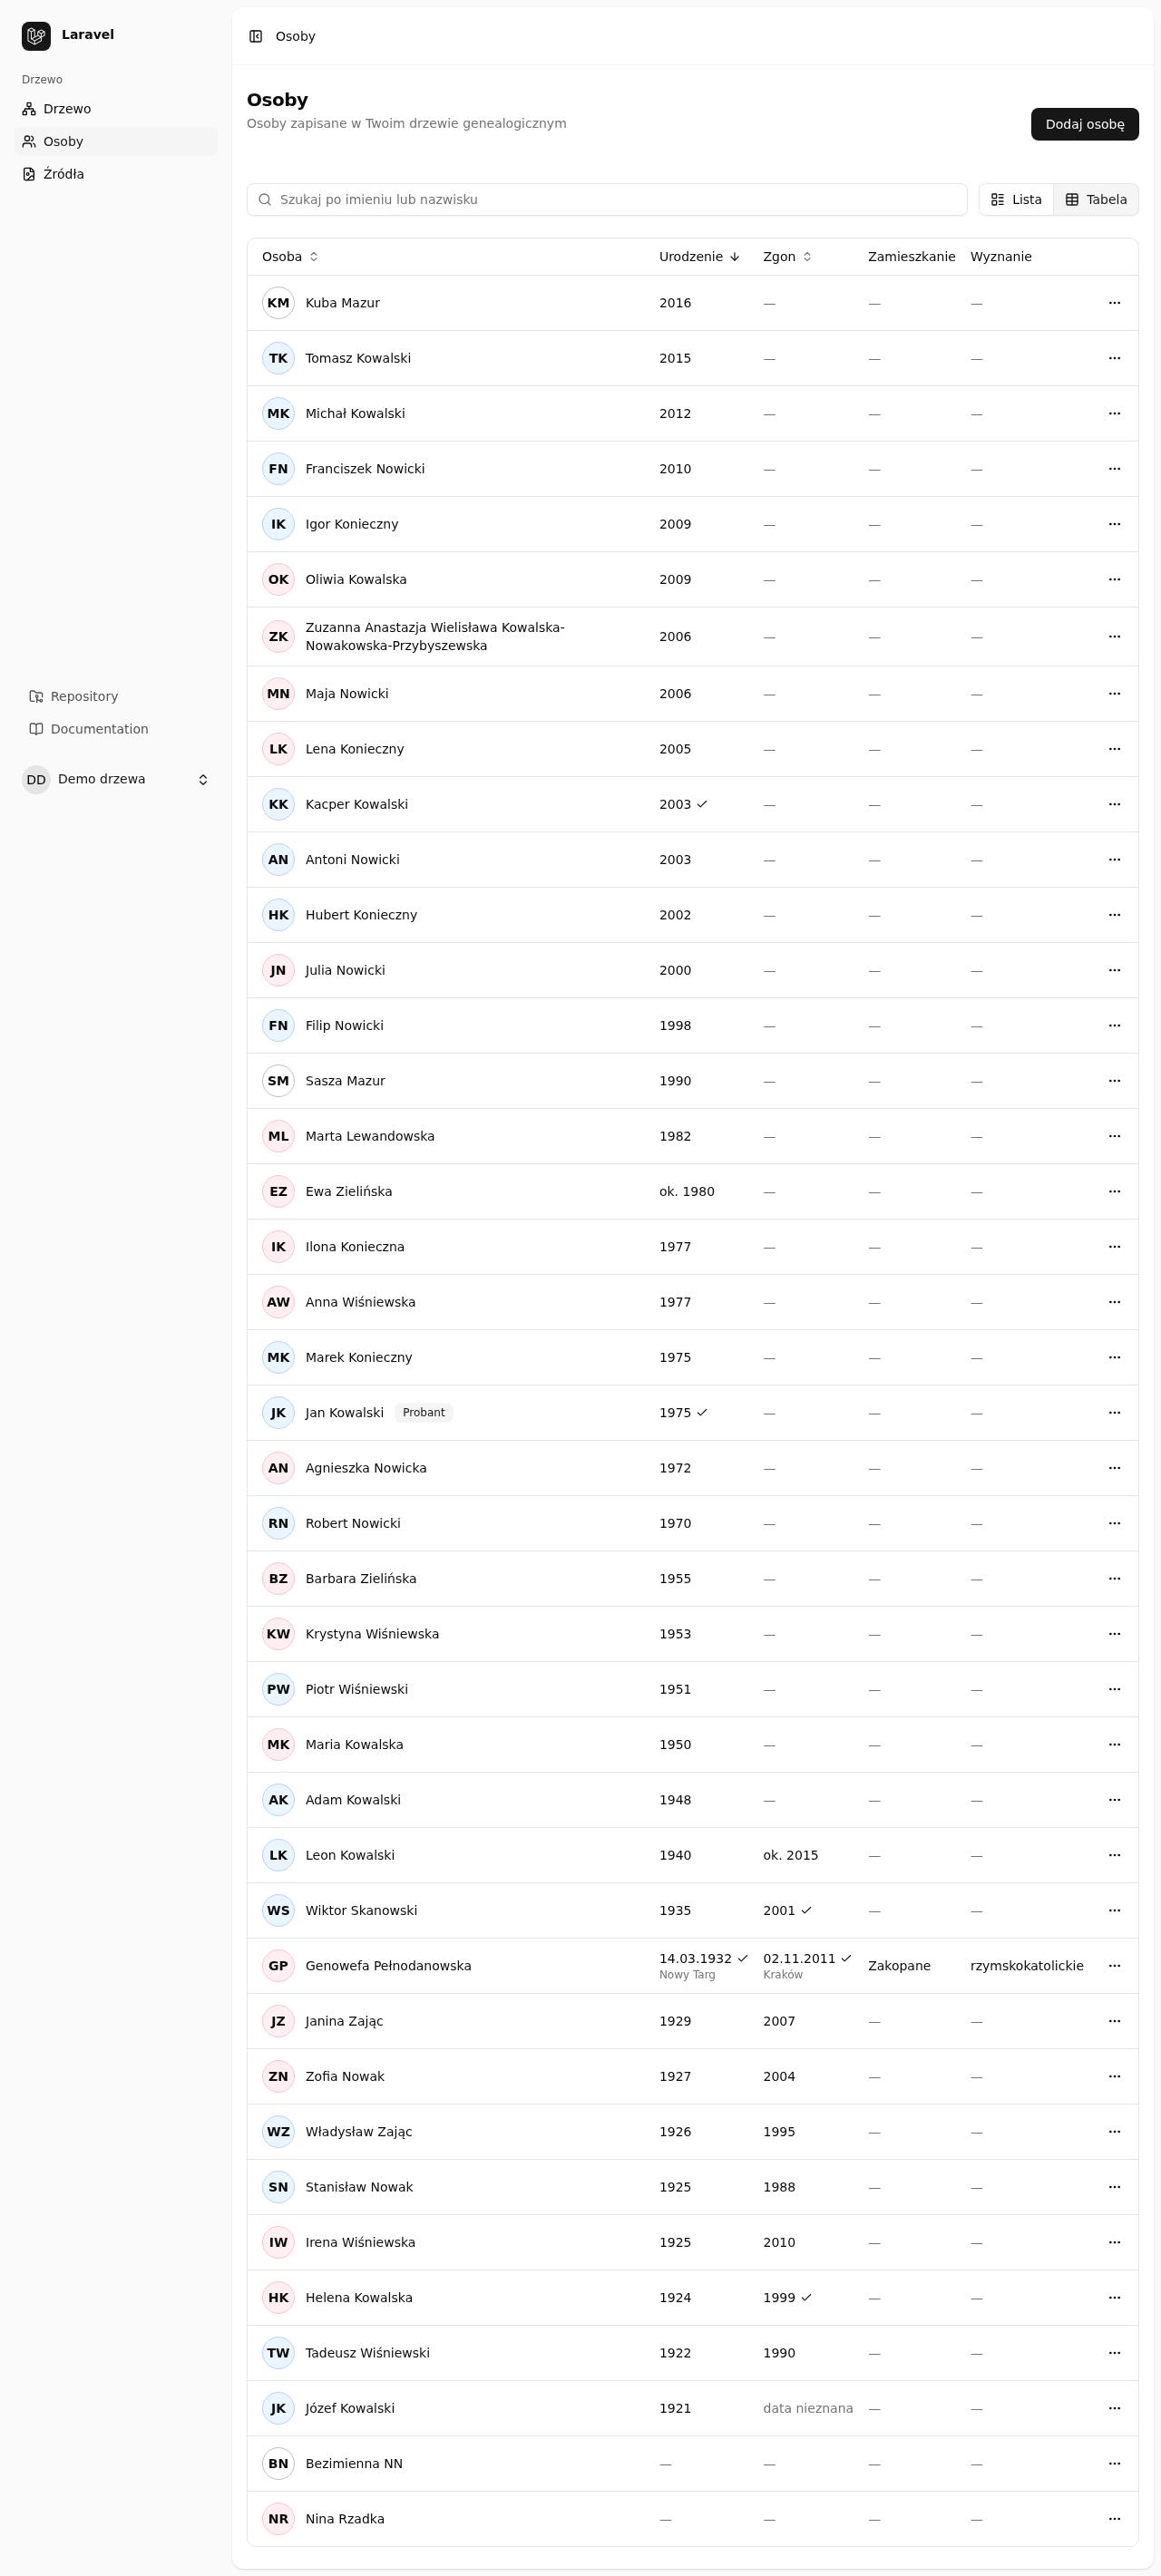 Laravel
Drzewo
Drzewo
Osoby
Źródła
Repository
Documentation
DD Demo drzewa
Osoby
Osoby
Osoby zapisane w Twoim drzewie genealogicznym
Dodaj osobę
Szukaj po imieniu lub nazwisku
Lista
Tabela
Osoba Urodzenie Zgon Zamieszkanie Wyznanie
KM Kuba Mazur 2016 — — —
TK Tomasz Kowalski 2015 — — —
MK Michał Kowalski 2012 — — —
FN Franciszek Nowicki 2010 — — —
IK Igor Konieczny 2009 — — —
OK Oliwia Kowalska 2009 — — —
ZK Zuzanna Anastazja Wielisława Kowalska-
Nowakowska-Przybyszewska 2006 — — —
MN Maja Nowicki 2006 — — —
LK Lena Konieczny 2005 — — —
KK Kacper Kowalski 2003 ✓ — — —
AN Antoni Nowicki 2003 — — —
HK Hubert Konieczny 2002 — — —
JN Julia Nowicki 2000 — — —
FN Filip Nowicki 1998 — — —
SM Sasza Mazur 1990 — — —
ML Marta Lewandowska 1982 — — —
EZ Ewa Zielińska ok. 1980 — — —
IK Ilona Konieczna 1977 — — —
AW Anna Wiśniewska 1977 — — —
MK Marek Konieczny 1975 — — —
JK Jan Kowalski Probant 1975 ✓ — — —
AN Agnieszka Nowicka 1972 — — —
RN Robert Nowicki 1970 — — —
BZ Barbara Zielińska 1955 — — —
KW Krystyna Wiśniewska 1953 — — —
PW Piotr Wiśniewski 1951 — — —
MK Maria Kowalska 1950 — — —
AK Adam Kowalski 1948 — — —
LK Leon Kowalski 1940 ok. 2015 — —
WS Wiktor Skanowski 1935 2001 ✓ — —
GP Genowefa Pełnodanowska 14.03.1932 ✓ 02.11.2011 ✓ Zakopane rzymskokatolickie
Nowy Targ Kraków
JZ Janina Zając 1929 2007 — —
ZN Zofia Nowak 1927 2004 — —
WZ Władysław Zając 1926 1995 — —
SN Stanisław Nowak 1925 1988 — —
IW Irena Wiśniewska 1925 2010 — —
HK Helena Kowalska 1924 1999 ✓ — —
TW Tadeusz Wiśniewski 1922 1990 — —
JK Józef Kowalski 1921 data nieznana — —
BN Bezimienna NN — — — —
NR Nina Rzadka — — — —